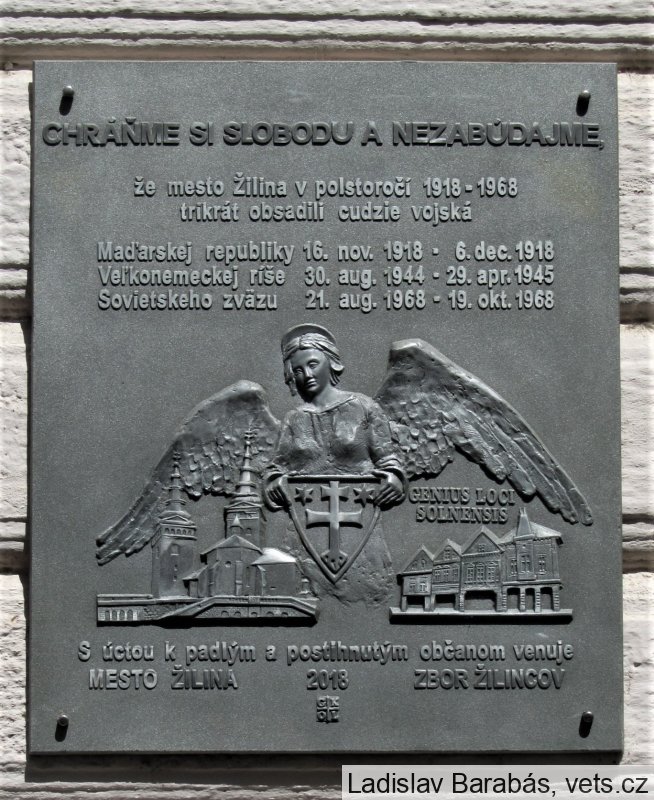 CHRÁŇME SI SLOBODU A NEZABÚDAJME,
že mesto Žilina v polstoročí 1918 - 1968
trikrát obsadili cudzie vojská
Maďarskej republiky 16. nov. 1918 - 6. dec. 1918
Veľkonemeckej ríše 30. aug. 1944 - 29. apr. 1945
Sovietskeho zväzu 21. aug. 1968 - 19. okt. 1968
GENIUS LOCI
SOLNENSIS
S úctou k padlým a postihnutým občanom venuje
MESTO ŽILINA 2018 ZBOR ŽILINCOV
Ladislav Barabás, vets.cz